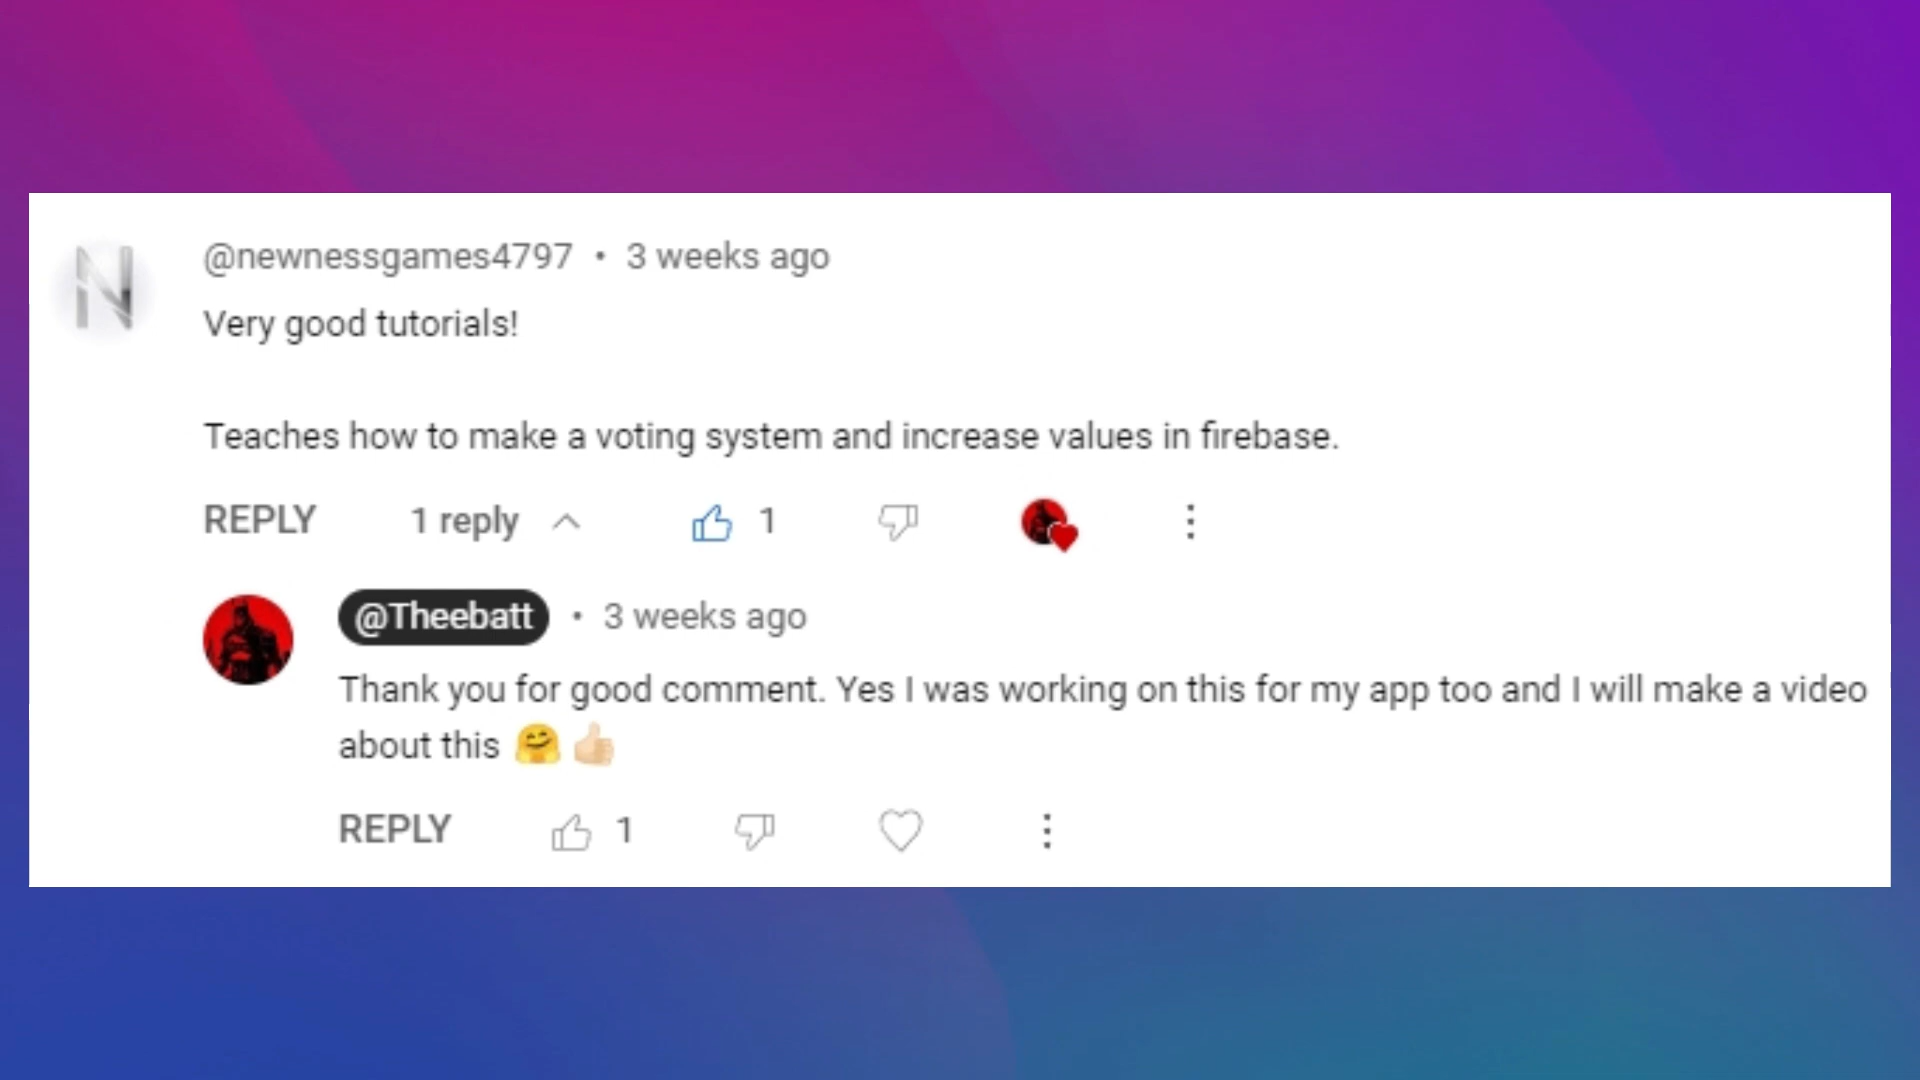 @newnessgames4797 • 3 weeks ago
Very good tutorials!
Teaches how to make a voting system and increase values in firebase.
REPLY 1 reply 1
@Theebatt • 3 weeks ago
Thank you for good comment. Yes I was working on this for my app too and I will make a video
about this 🤗 👍🏻
REPLY 1